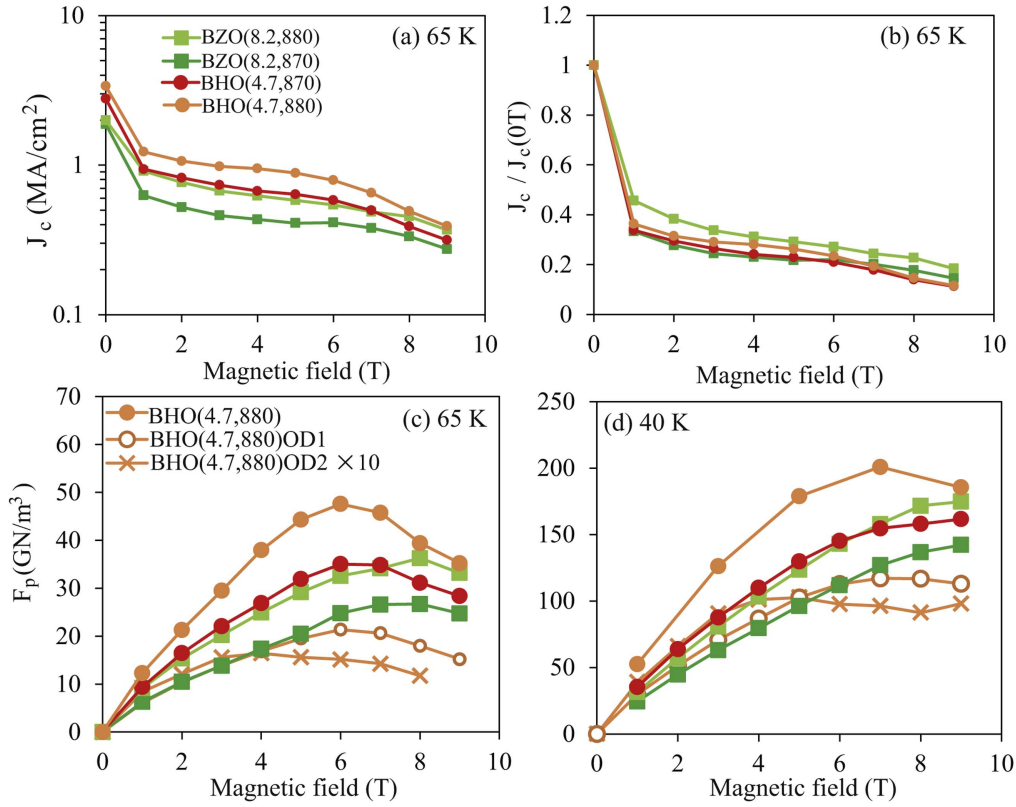 (a) 65 K
BZO(8.2,880)
BZO(8.2,870)
BHO(4.7,870)
BHO(4.7,880)
10
1
0.1
J_c (MA/cm²)
0 2 4 6 8 10
Magnetic field (T)
(b) 65 K
1.2
1
0.8
0.6
0.4
0.2
0
J_c / J_c(0T)
0 2 4 6 8 10
Magnetic field (T)
(c) 65 K
BHO(4.7,880)
BHO(4.7,880)OD1
BHO(4.7,880)OD2 ×10
70
60
50
40
30
20
10
0
F_p(GN/m³)
0 2 4 6 8 10
Magnetic field (T)
(d) 40 K
250
200
150
100
50
0
0 2 4 6 8 10
Magnetic field (T)